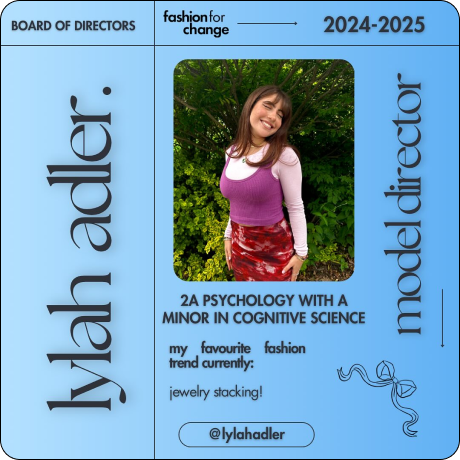 BOARD OF DIRECTORS
fashion for
change
2024-2025
lylah adler.
model director
2A PSYCHOLOGY WITH A
MINOR IN COGNITIVE SCIENCE
my favourite fashion
trend currently:
jewelry stacking!
@lylahadler